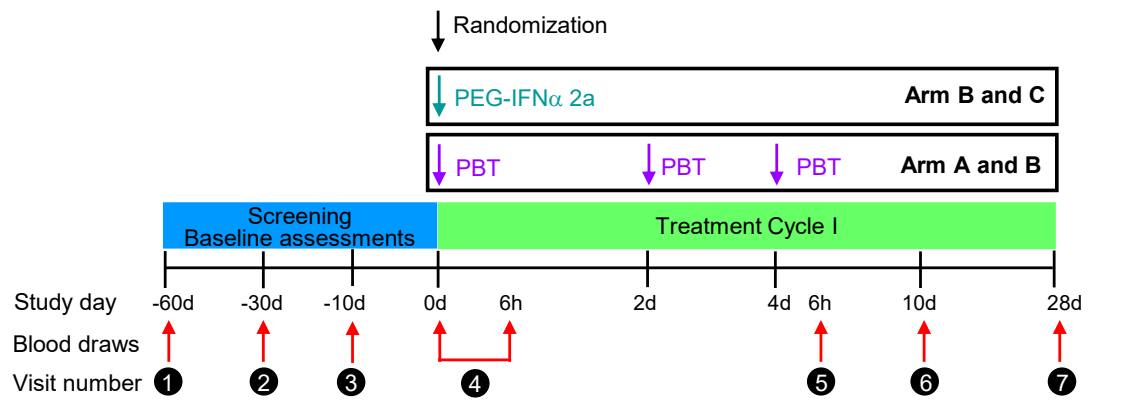 Randomization
PEG-IFNα 2a
Arm B and C
PBT
PBT
PBT
Arm A and B
Screening
Baseline assessments
Treatment Cycle I
Study day -60d -30d -10d 0d 6h 2d 4d 6h 10d 28d
Blood draws
Visit number 1 2 3 4 5 6 7